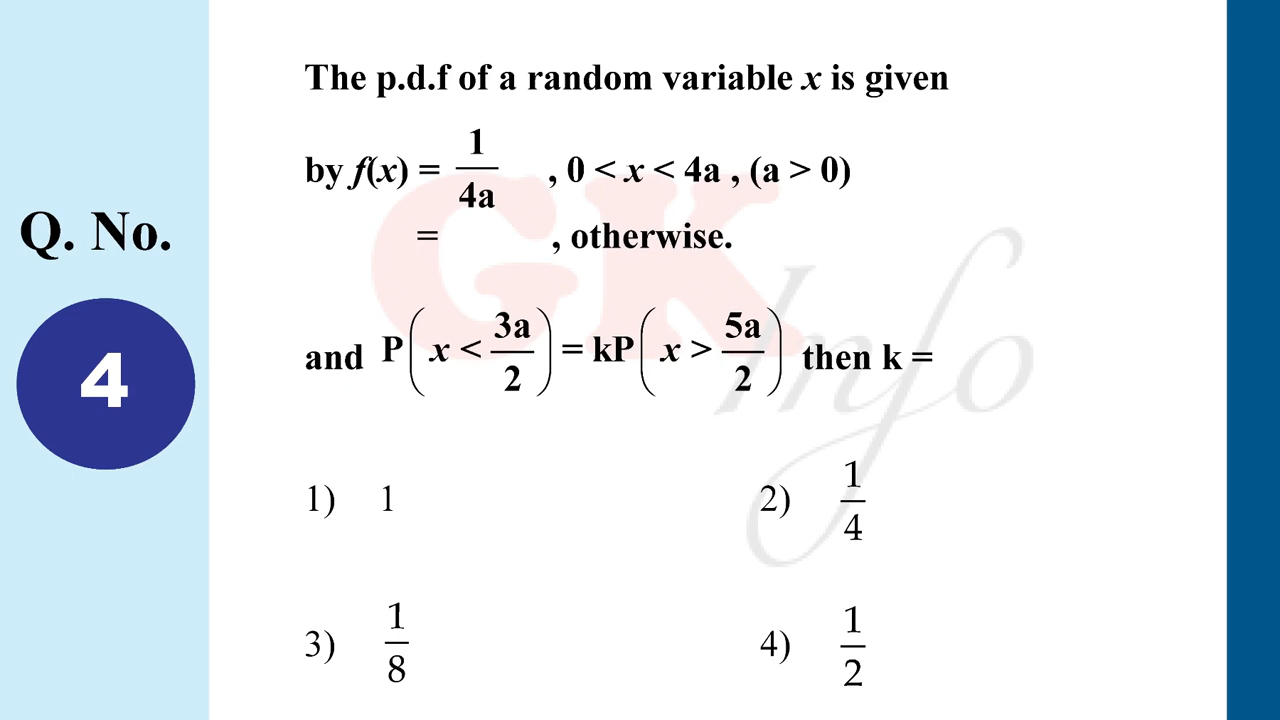 The p.d.f of a random variable x is given
by f(x) = 1/4a , 0 < x < 4a , (a > 0)
= , otherwise.
and P( x < 3a/2 ) = kP( x > 5a/2 ) then k =
Q. No.
4
1) 1
2) 1/4
3) 1/8
4) 1/2
GK Info